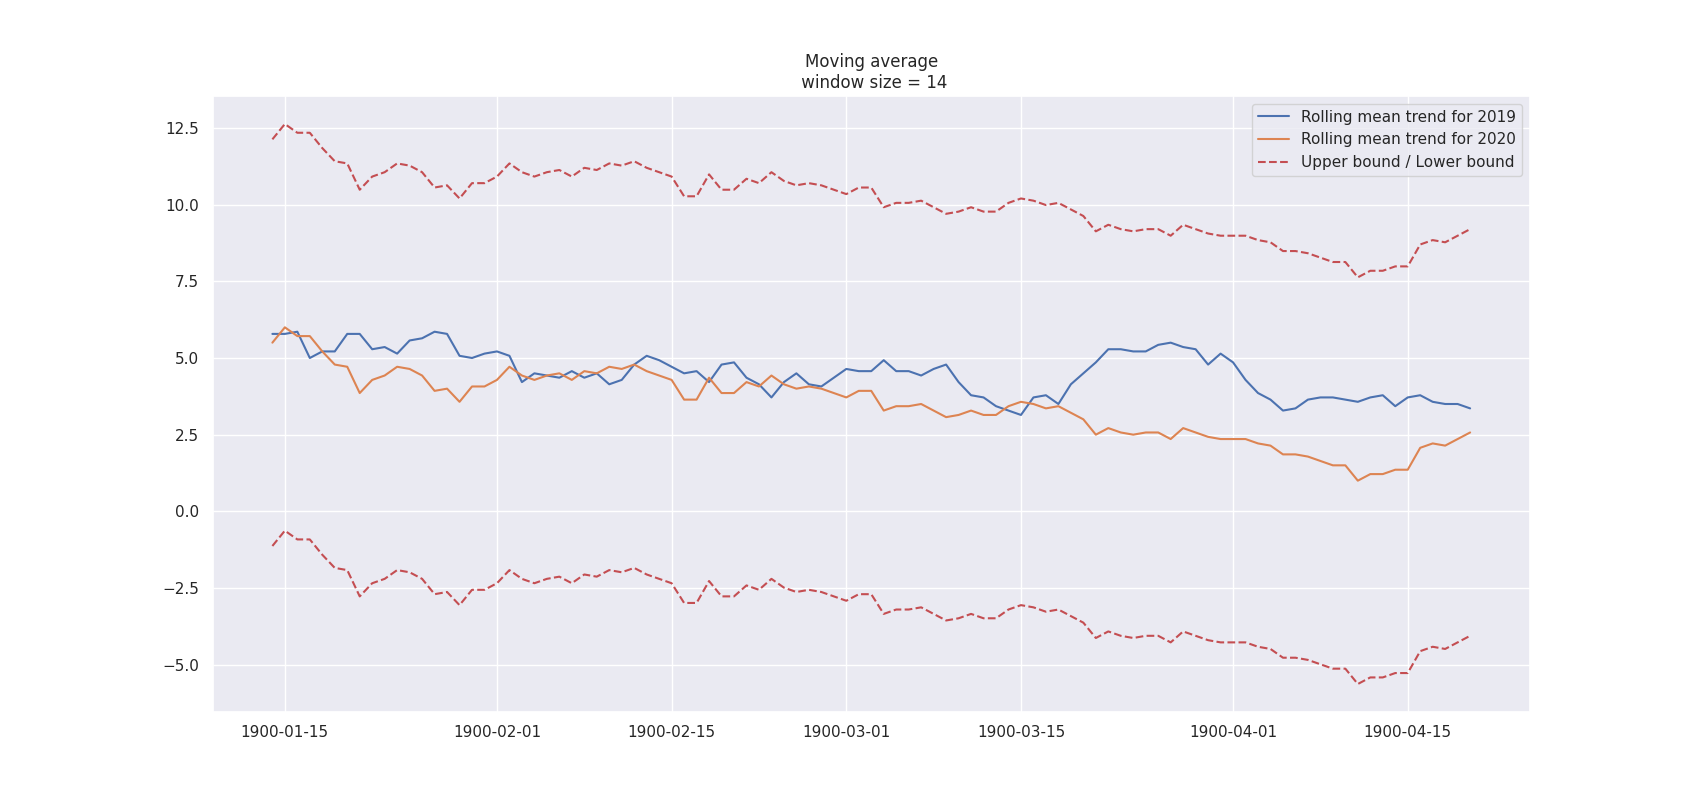 Moving average
window size = 14
Rolling mean trend for 2019
Rolling mean trend for 2020
Upper bound / Lower bound
12.5
10.0
7.5
5.0
2.5
0.0
−2.5
−5.0
1900-01-15 1900-02-01 1900-02-15 1900-03-01 1900-03-15 1900-04-01 1900-04-15